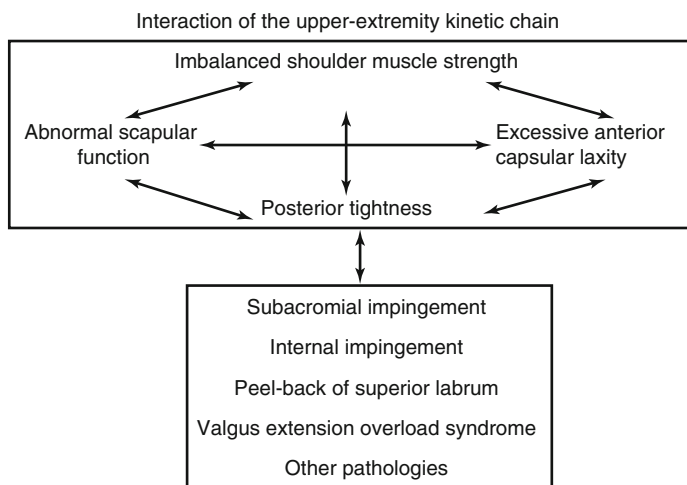 Interaction of the upper-extremity kinetic chain
Imbalanced shoulder muscle strength
Abnormal scapular
function
Excessive anterior
capsular laxity
Posterior tightness
Subacromial impingement
Internal impingement
Peel-back of superior labrum
Valgus extension overload syndrome
Other pathologies